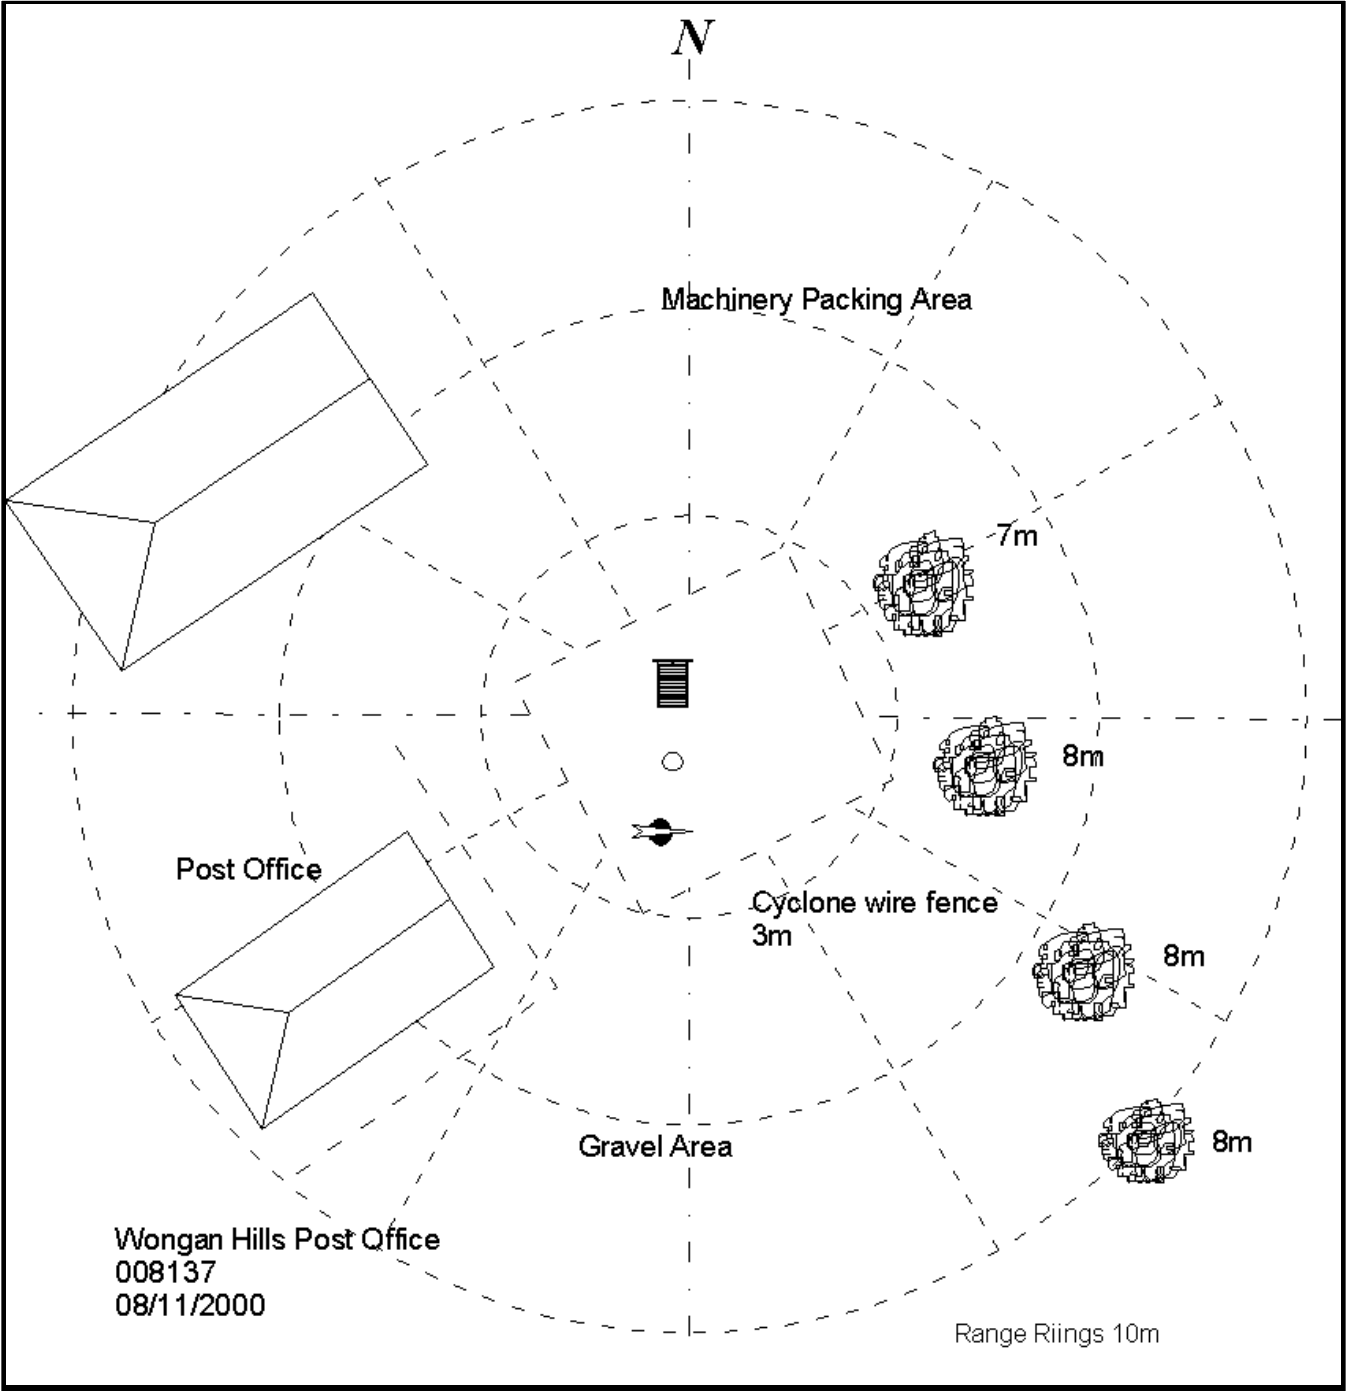 N
Machinery Packing Area
7m
8m
Post Office
Cyclone wire fence
3m
8m
Gravel Area
8m
Wongan Hills Post Office
008137
08/11/2000
Range Riings 10m